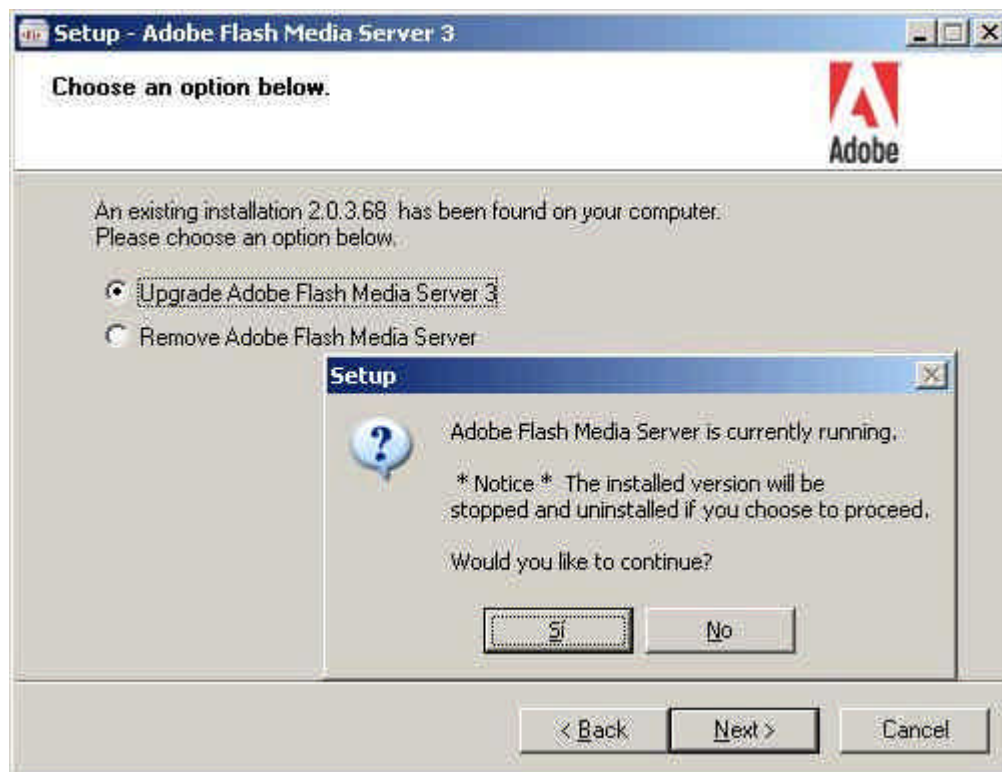 Setup - Adobe Flash Media Server 3
Choose an option below.
Adobe
An existing installation 2.0.3.68 has been found on your computer.
Please choose an option below.
Upgrade Adobe Flash Media Server 3
Remove Adobe Flash Media Server
Setup
Adobe Flash Media Server is currently running.
* Notice * The installed version will be
stopped and uninstalled if you choose to proceed.
Would you like to continue?
Sí
No
< Back
Next >
Cancel